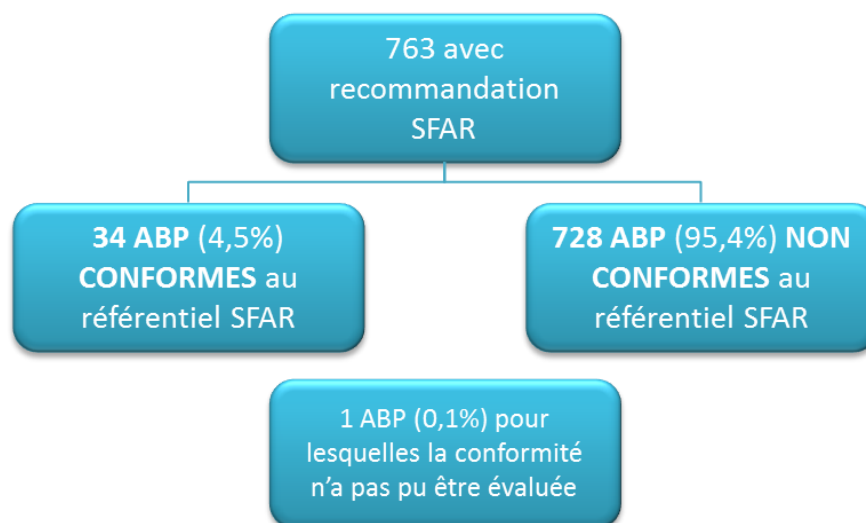 763 avec
recommandation
SFAR
34 ABP (4,5%)
CONFORMES au
référentiel SFAR
728 ABP (95,4%) NON
CONFORMES au
référentiel SFAR
1 ABP (0,1%) pour
lesquelles la conformité
n'a pas pu être évaluée